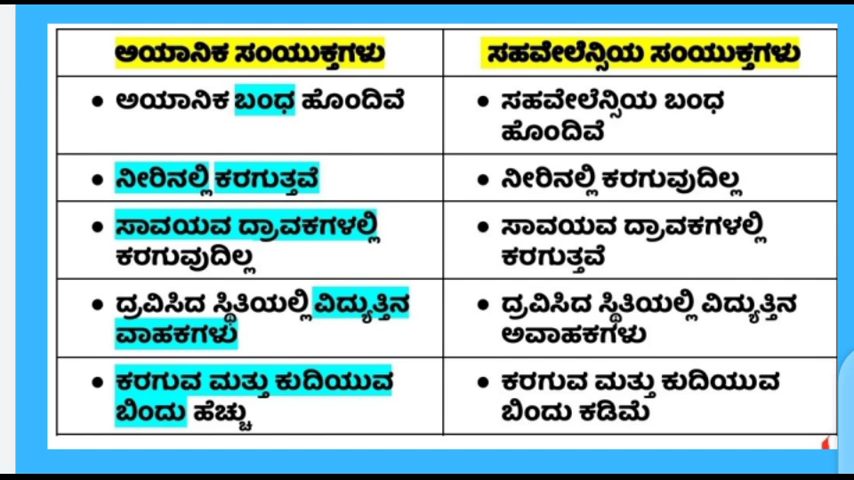 ಅಯಾನಿಕ ಸಂಯುಕ್ತಗಳು
ಸಹವೇಲೆನ್ಸಿಯ ಸಂಯುಕ್ತಗಳು
• ಅಯಾನಿಕ ಬಂಧ ಹೊಂದಿವೆ
• ಸಹವೇಲೆನ್ಸಿಯ ಬಂಧ
ಹೊಂದಿವೆ
• ನೀರಿನಲ್ಲಿ ಕರಗುತ್ತವೆ
• ನೀರಿನಲ್ಲಿ ಕರಗುವುದಿಲ್ಲ
• ಸಾವಯವ ದ್ರಾವಕಗಳಲ್ಲಿ
ಕರಗುವುದಿಲ್ಲ
• ಸಾವಯವ ದ್ರಾವಕಗಳಲ್ಲಿ
ಕರಗುತ್ತವೆ
• ದ್ರವಿಸಿದ ಸ್ಥಿತಿಯಲ್ಲಿ ವಿದ್ಯುತ್ತಿನ
ವಾಹಕಗಳು
• ದ್ರವಿಸಿದ ಸ್ಥಿತಿಯಲ್ಲಿ ವಿದ್ಯುತ್ತಿನ
ಅವಾಹಕಗಳು
• ಕರಗುವ ಮತ್ತು ಕುದಿಯುವ
ಬಿಂದು ಹೆಚ್ಚು
• ಕರಗುವ ಮತ್ತು ಕುದಿಯುವ
ಬಿಂದು ಕಡಿಮೆ